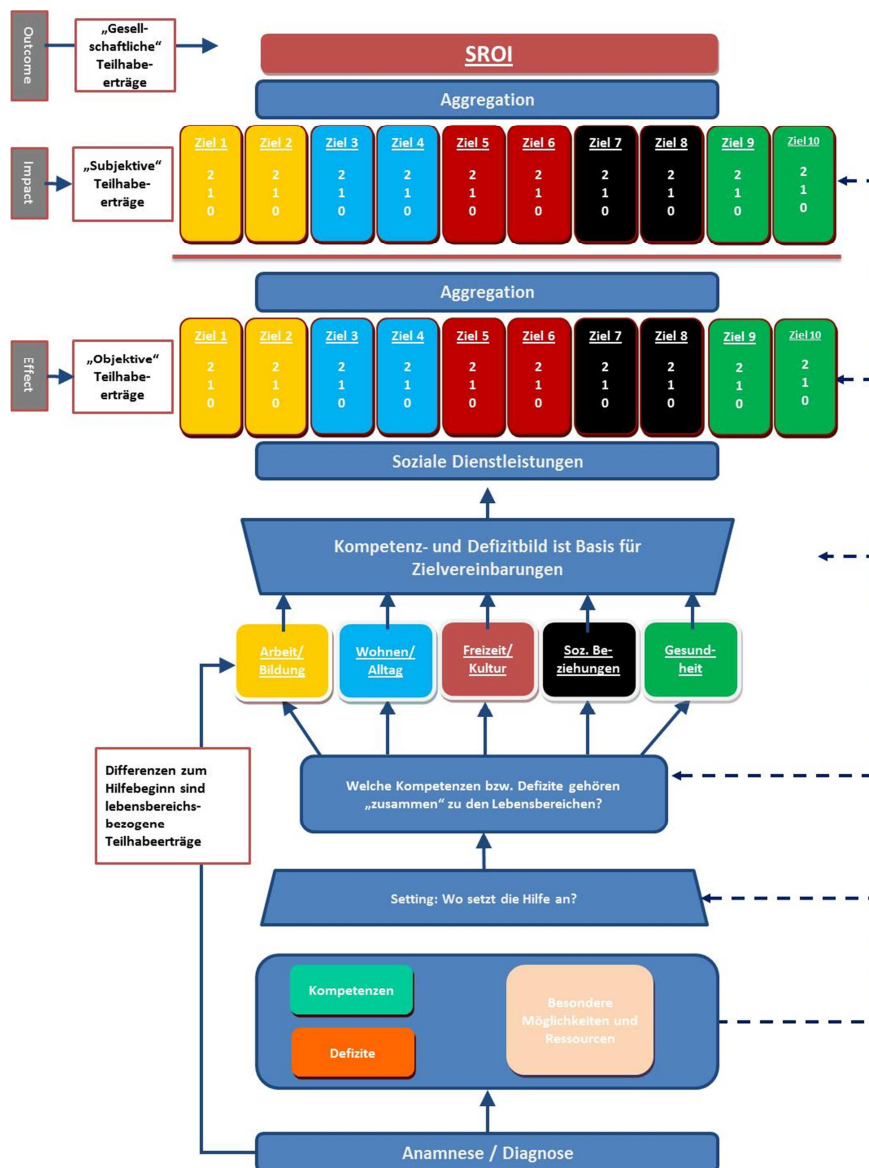 Outcome
„Gesell-
schaftliche“
Teilhabe-
erträge
SROI
Aggregation
Impact
„Subjektive“
Teilhabe-
erträge
Ziel 1
2
1
0
Ziel 2
2
1
0
Ziel 3
2
1
0
Ziel 4
2
1
0
Ziel 5
2
1
0
Ziel 6
2
1
0
Ziel 7
2
1
0
Ziel 8
2
1
0
Ziel 9
2
1
0
Ziel 10
2
1
0
Aggregation
Effect
„Objektive“
Teilhabe-
erträge
Ziel 1
2
1
0
Ziel 2
2
1
0
Ziel 3
2
1
0
Ziel 4
2
1
0
Ziel 5
2
1
0
Ziel 6
2
1
0
Ziel 7
2
1
0
Ziel 8
2
1
0
Ziel 9
2
1
0
Ziel 10
2
1
0
Soziale Dienstleistungen
Kompetenz- und Defizitbild ist Basis für
Zielvereinbarungen
Arbeit/
Bildung
Wohnen/
Alltag
Freizeit/
Kultur
Soz. Be-
ziehungen
Gesund-
heit
Differenzen zum
Hilfebeginn sind
lebensbereichs-
bezogene
Teilhabeerträge
Welche Kompetenzen bzw. Defizite gehören
„zusammen“ zu den Lebensbereichen?
Setting: Wo setzt die Hilfe an?
Kompetenzen
Defizite
Besondere
Möglichkeiten und
Ressourcen
Anamnese / Diagnose